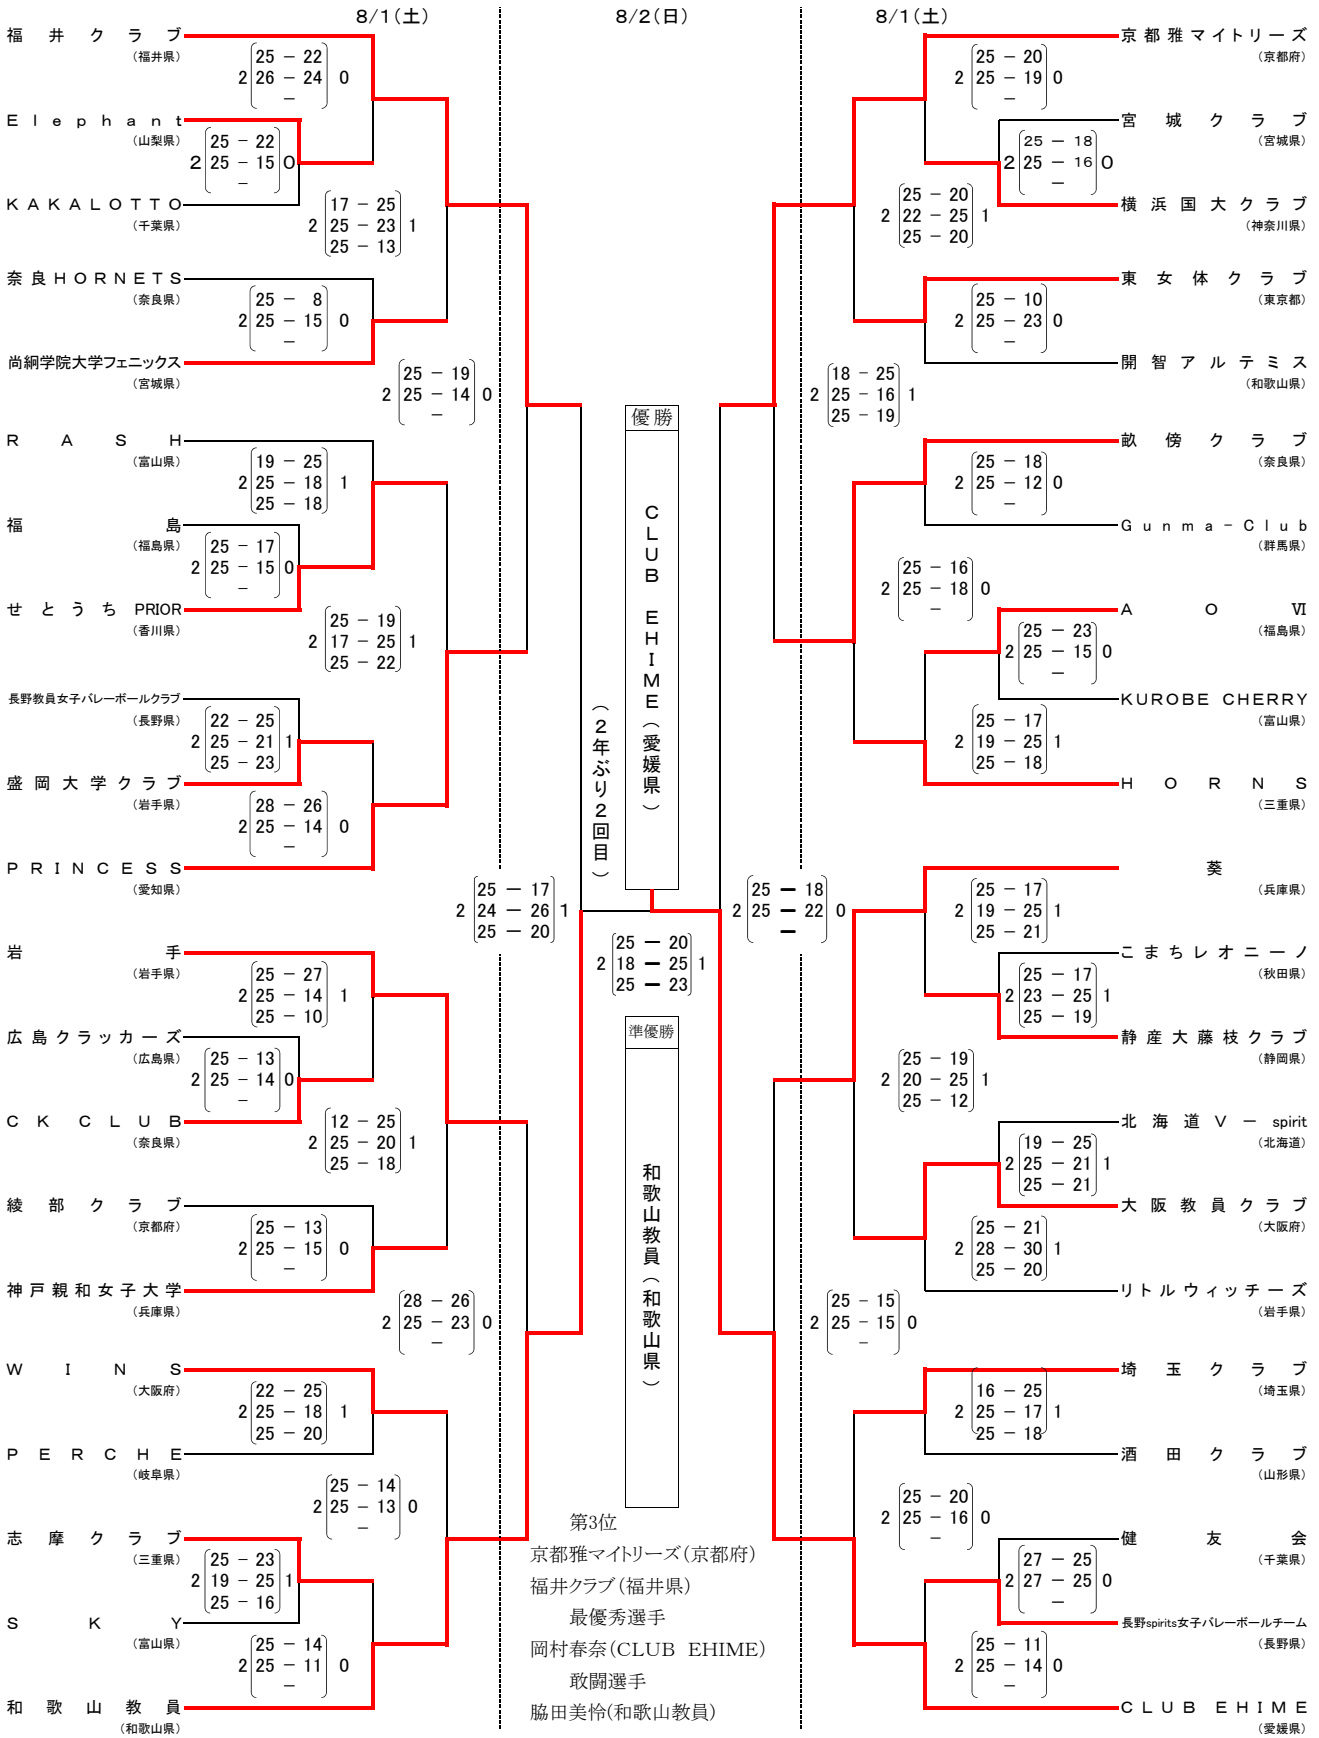 8/1(土)
8/2(日)
8/1(土)
福井クラブ
(福井県)
25 - 22
2 26 - 24 0
-
Elephant
(山梨県)
25 - 22
2 25 - 15 0
-
KAKALOTTO
(千葉県)
17 - 25
2 25 - 23 1
25 - 13
奈良HORNETS
(奈良県)
25 - 8
2 25 - 15 0
-
尚絅学院大学フェニックス
(宮城県)
25 - 19
2 25 - 14 0
-
RASH
(富山県)
19 - 25
2 25 - 18 1
25 - 18
福島
(福島県)
25 - 17
2 25 - 15 0
-
せとうち PRIOR
(香川県)
25 - 19
2 17 - 25 1
25 - 22
長野教員女子バレーボールクラブ
(長野県)
22 - 25
2 25 - 21 1
25 - 23
盛岡大学クラブ
(岩手県)
28 - 26
2 25 - 14 0
-
PRINCESS
(愛知県)
25 - 17
2 24 - 26 1
25 - 20
岩手
(岩手県)
25 - 27
2 25 - 14 1
25 - 10
広島クラッカーズ
(広島県)
25 - 13
2 25 - 14 0
-
CK CLUB
(奈良県)
12 - 25
2 25 - 20 1
25 - 18
綾部クラブ
(京都府)
25 - 13
2 25 - 15 0
-
神戸親和女子大学
(兵庫県)
28 - 26
2 25 - 23 0
-
WINS
(大阪府)
22 - 25
2 25 - 18 1
25 - 20
PERCHE
(岐阜県)
25 - 14
2 25 - 13 0
-
志摩クラブ
(三重県)
25 - 23
2 19 - 25 1
25 - 16
SKY
(富山県)
25 - 14
2 25 - 11 0
-
和歌山教員
(和歌山県)
優勝
CLUB EHIME(愛媛県)
(2年ぶり2回目)
25 - 20
2 18 - 25 1
25 - 23
準優勝
和歌山教員(和歌山県)
第3位
京都雅マイトリーズ(京都府)
福井クラブ(福井県)
最優秀選手
岡村春奈(CLUB EHIME)
敢闘選手
脇田美怜(和歌山教員)
京都雅マイトリーズ
(京都府)
25 - 20
2 25 - 19 0
-
宮城クラブ
(宮城県)
25 - 18
2 25 - 16 0
-
横浜国大クラブ
(神奈川県)
25 - 20
2 22 - 25 1
25 - 20
東女体クラブ
(東京都)
25 - 10
2 25 - 23 0
-
開智アルテミス
(和歌山県)
18 - 25
2 25 - 16 1
25 - 19
畝傍クラブ
(奈良県)
25 - 18
2 25 - 12 0
-
Gunma-Club
(群馬県)
25 - 16
2 25 - 18 0
-
AO Ⅵ
(福島県)
25 - 23
2 25 - 15 0
-
KUROBE CHERRY
(富山県)
25 - 17
2 19 - 25 1
25 - 18
HORNS
(三重県)
25 - 18
2 25 - 22 0
-
葵
(兵庫県)
25 - 17
2 19 - 25 1
25 - 21
こまちレオニーノ
(秋田県)
25 - 17
2 23 - 25 1
25 - 19
静産大藤枝クラブ
(静岡県)
25 - 19
2 20 - 25 1
25 - 12
北海道V-spirit
(北海道)
19 - 25
2 25 - 21 1
25 - 21
大阪教員クラブ
(大阪府)
25 - 21
2 28 - 30 1
25 - 20
リトルウィッチーズ
(岩手県)
25 - 15
2 25 - 15 0
-
埼玉クラブ
(埼玉県)
16 - 25
2 25 - 17 1
25 - 18
酒田クラブ
(山形県)
25 - 20
2 25 - 16 0
-
健友会
(千葉県)
27 - 25
2 27 - 25 0
-
長野spirits女子バレーボールチーム
(長野県)
25 - 11
2 25 - 14 0
-
CLUB EHIME
(愛媛県)